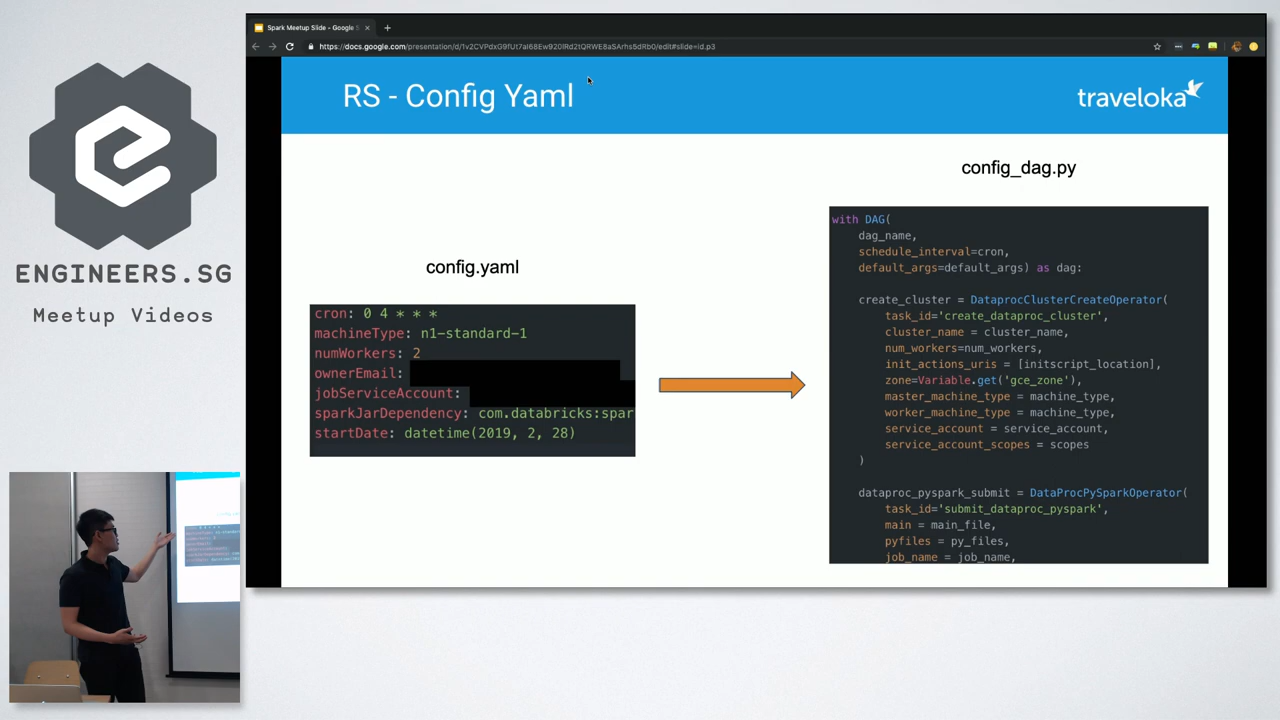 Spark Meetup Slide - Google S
https://docs.google.com/presentation/d/1v2CVPdxG9fUt7al68Ew920lRd2tQRWE8aSArhs5dRb0/edit#slide=id.p3
RS - Config Yaml
traveloka
ENGINEERS.SG
Meetup Videos
config.yaml
cron: 0 4 * * *
machineType: n1-standard-1
numWorkers: 2
ownerEmail:
jobServiceAccount:
sparkJarDependency: com.databricks:spar
startDate: datetime(2019, 2, 28)
config_dag.py
with DAG(
dag_name,
schedule_interval=cron,
default_args=default_args) as dag:
create_cluster = DataprocClusterCreateOperator(
task_id='create_dataproc_cluster',
cluster_name = cluster_name,
num_workers=num_workers,
init_actions_uris = [initscript_location],
zone=Variable.get('gce_zone'),
master_machine_type = machine_type,
worker_machine_type = machine_type,
service_account = service_account,
service_account_scopes = scopes
)
dataproc_pyspark_submit = DataProcPySparkOperator(
task_id='submit_dataproc_pyspark',
main = main_file,
pyfiles = py_files,
job_name = job_name,